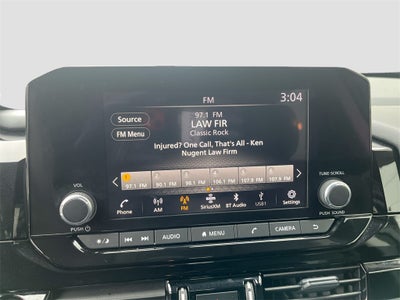 FM
3:04
97.1 FM
Source
LAW FIR
Classic Rock
FM Menu
Injured? One Call, That's All - Ken
Nugent Law Firm
97.1 FM
90.1 FM
98.1 FM
106.1 FM
107.9 FM
107.9 FM
VOL
TUNE·SCROLL
Phone
AM
FM
SiriusXM
BT Audio
USB1
Settings
PUSH
PUSH SOUND
AUDIO
MENU
CAMERA